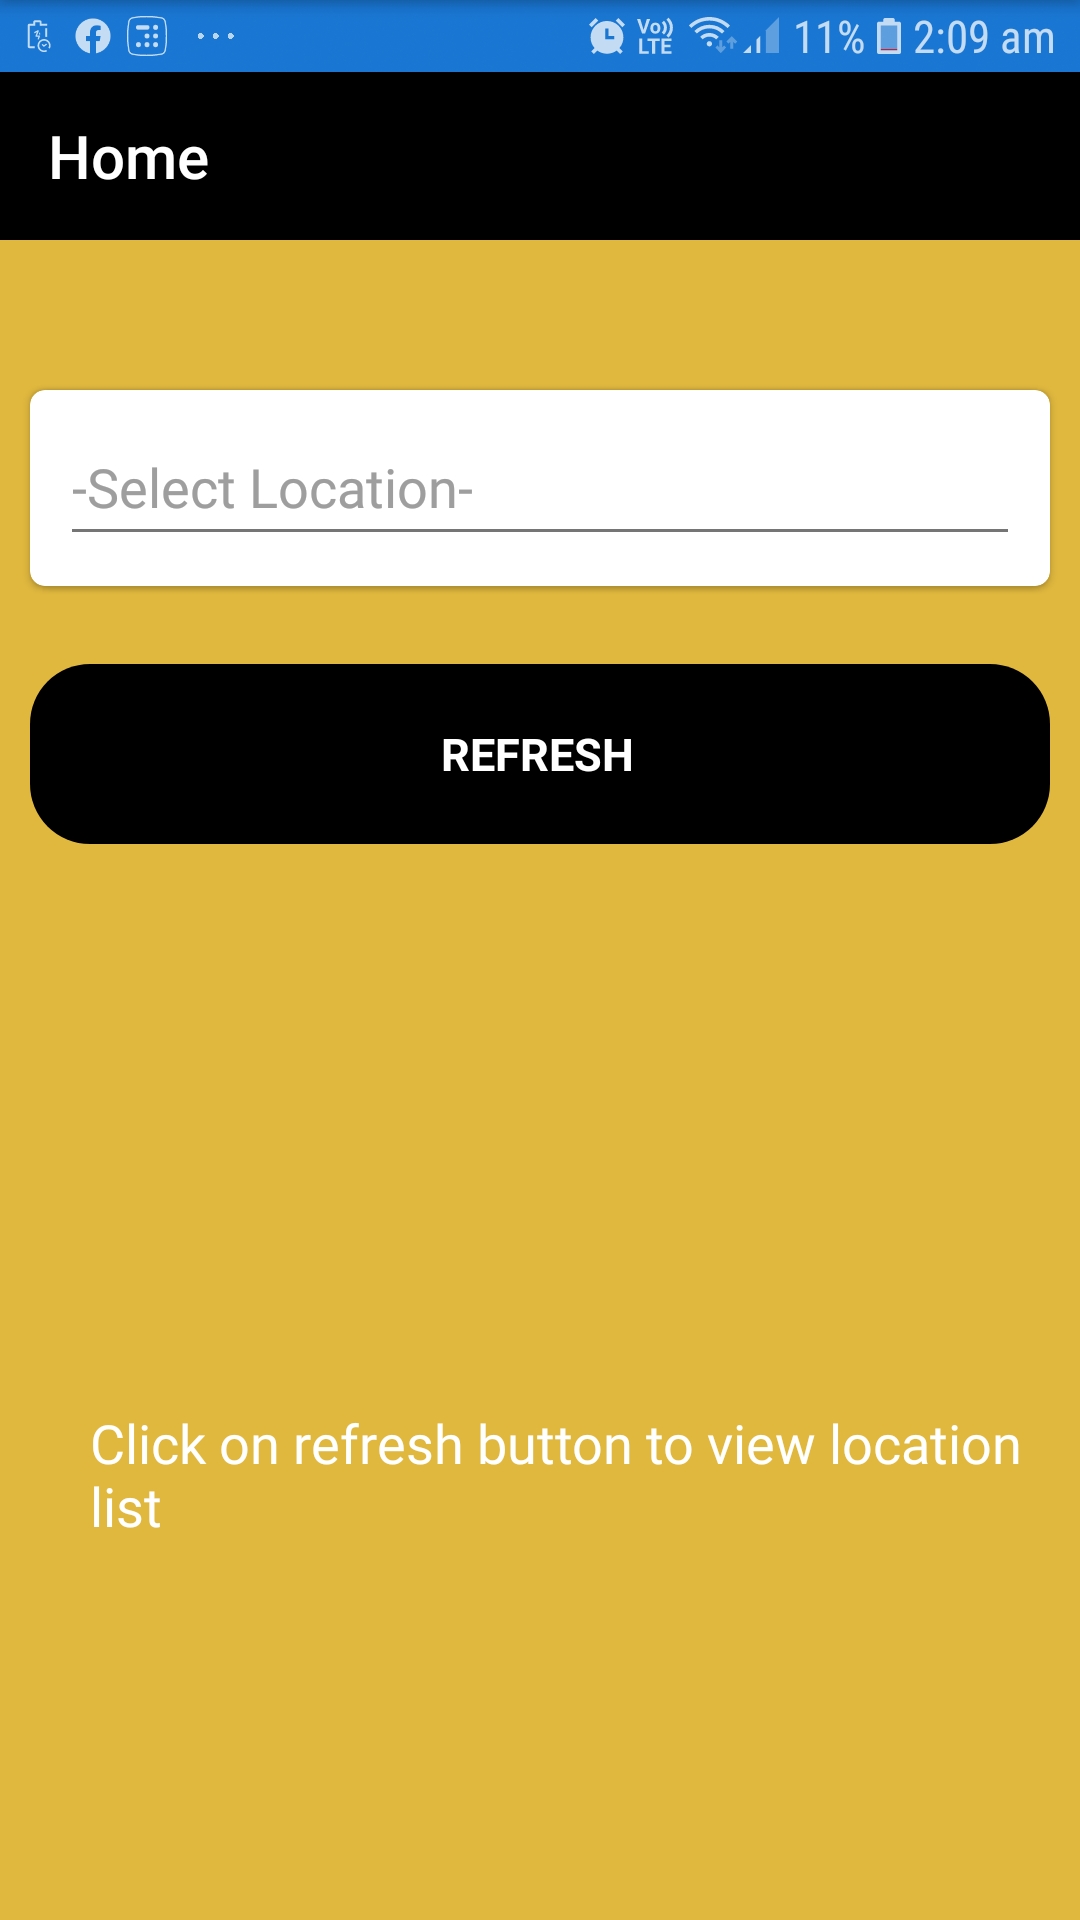 Vo)) LTE 11% 2:09 am
Home
-Select Location-
REFRESH
Click on refresh button to view location
list